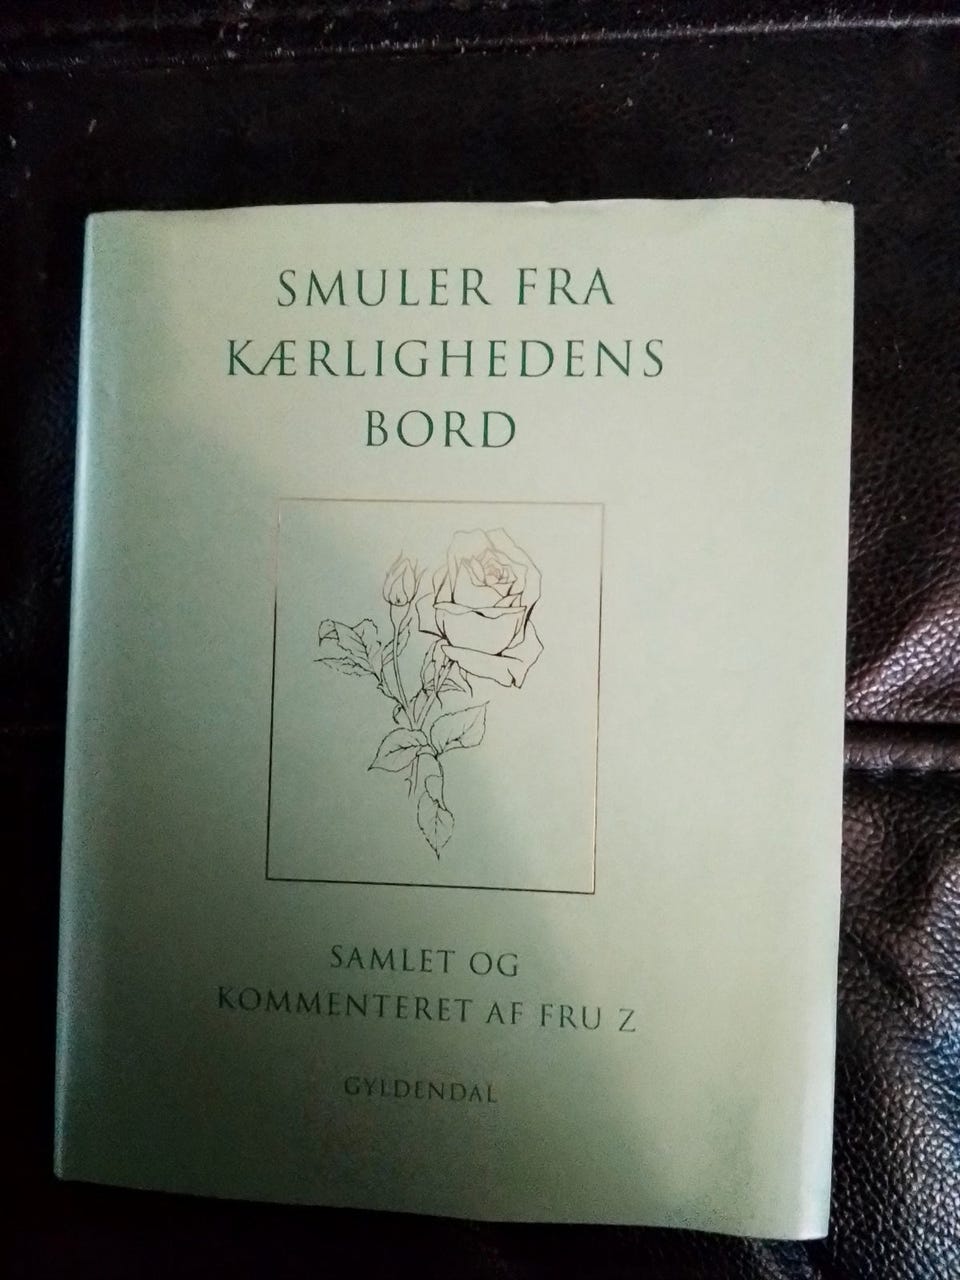 SMULER FRA
KÆRLIGHEDENS
BORD
SAMLET OG
KOMMENTERET AF FRU Z
GYLDENDAL